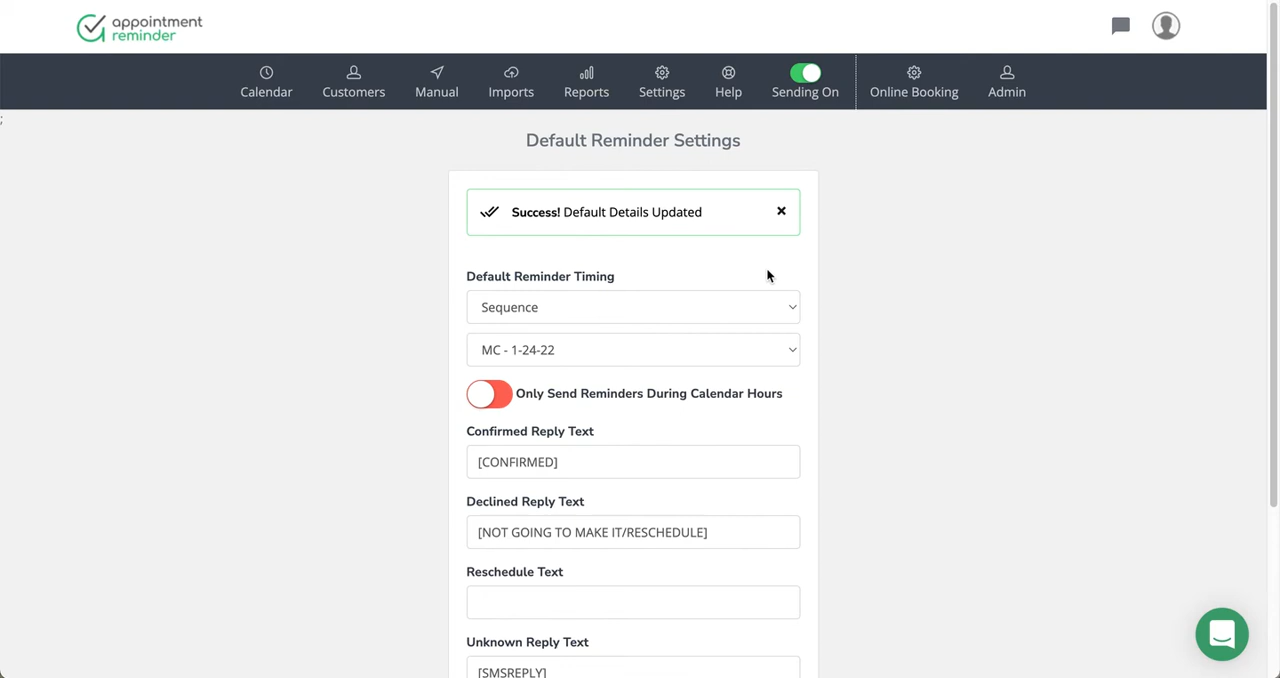 appointment
reminder
Calendar
Customers
Manual
Imports
Reports
Settings
Help
Sending On
Online Booking
Admin
;
Default Reminder Settings
Success! Default Details Updated
Default Reminder Timing
Sequence
MC - 1-24-22
Only Send Reminders During Calendar Hours
Confirmed Reply Text
[CONFIRMED]
Declined Reply Text
[NOT GOING TO MAKE IT/RESCHEDULE]
Reschedule Text
Unknown Reply Text
[SMSREPLY]